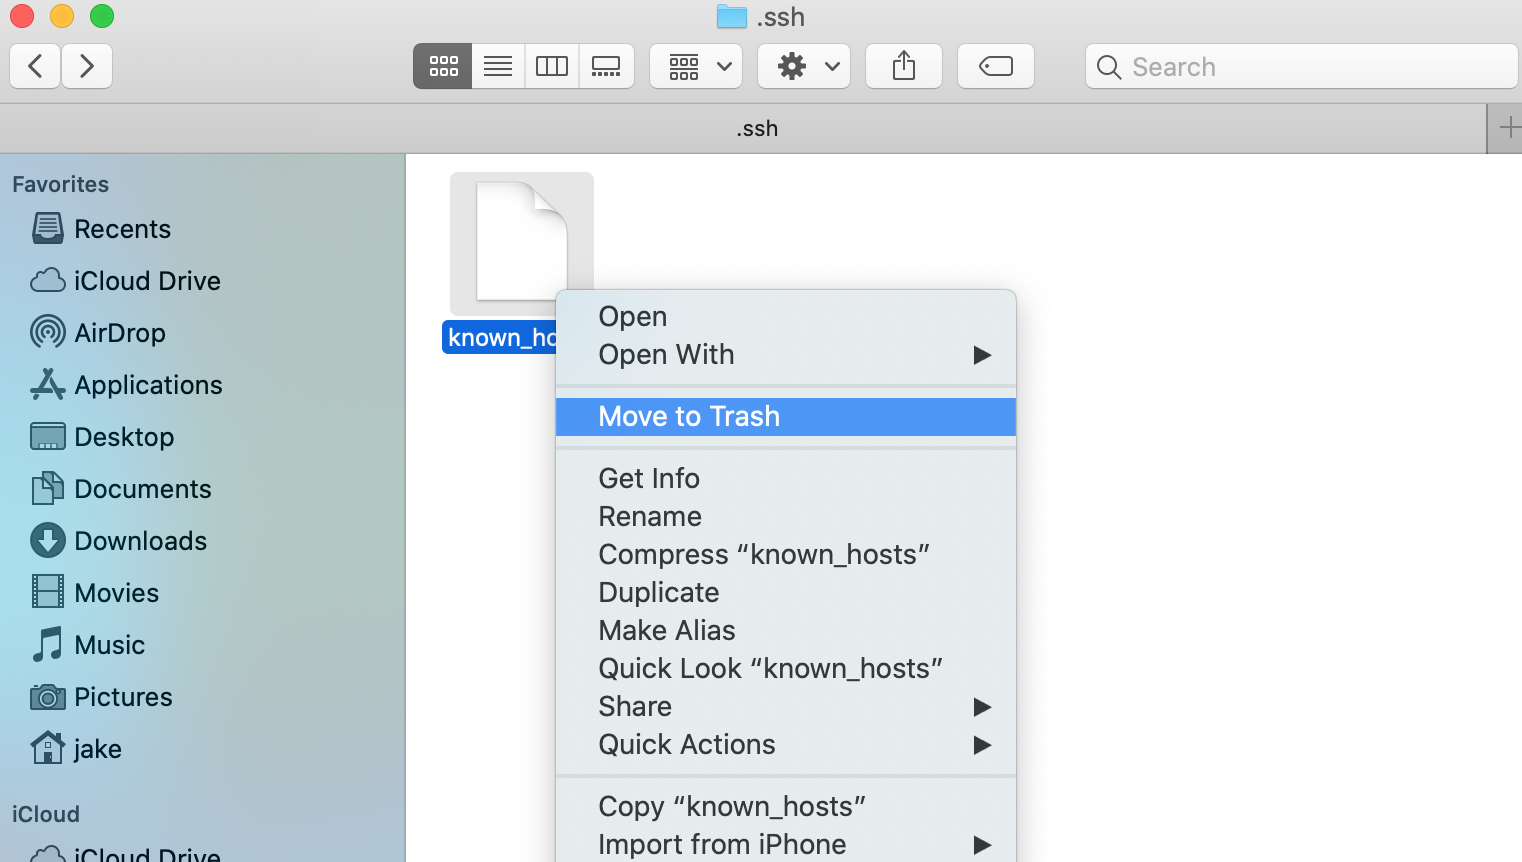 .ssh
Search
.ssh
Favorites
Recents
iCloud Drive
AirDrop
Applications
Desktop
Documents
Downloads
Movies
Music
Pictures
jake
iCloud
iCloud Drive
known_ho
Open
Open With
Move to Trash
Get Info
Rename
Compress “known_hosts”
Duplicate
Make Alias
Quick Look “known_hosts”
Share
Quick Actions
Copy “known_hosts”
Import from iPhone